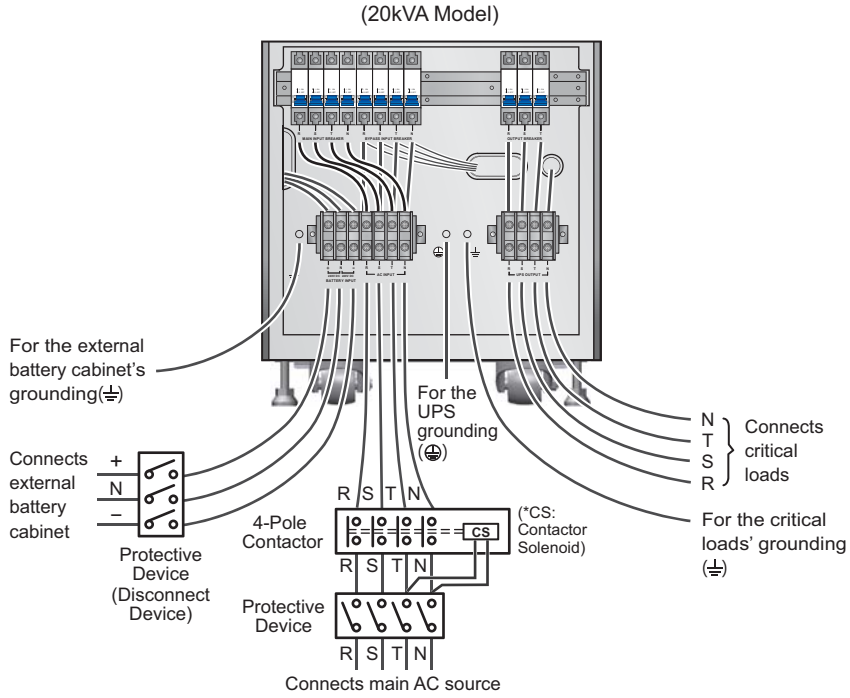 (20kVA Model)
N S T N N S T N
MAIN INPUT BREAKER BYPASS INPUT BREAKER
OUTPUT BREAKER
BATTERY INPUT
AC INPUT
UPS OUTPUT
R S T N
For the external
battery cabinet's
grounding(⏚)
For the
UPS
grounding
(⏚)
N
T
S
R
Connects
critical
loads
For the critical
loads' grounding
(⏚)
Connects
external
battery
cabinet
+
N
–
Protective
Device
(Disconnect
Device)
R S T N
4-Pole
Contactor
CS
(*CS:
Contactor
Solenoid)
R S T N
Protective
Device
R S T N
Connects main AC source